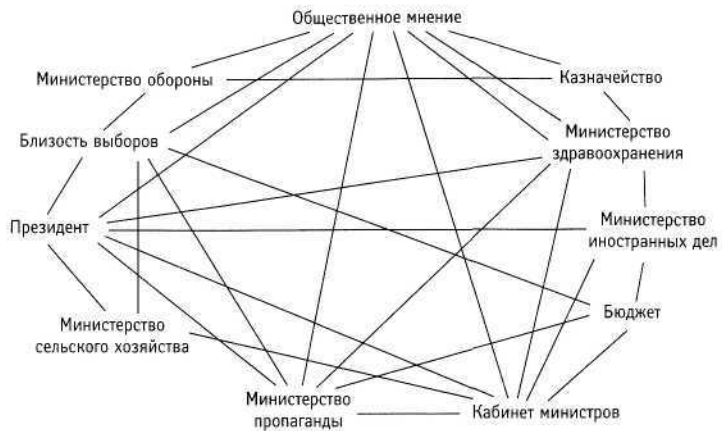 Общественное мнение
Министерство обороны
Казначейство
Близость выборов
Министерство
здравоохранения
Президент
Министерство
иностранных дел
Бюджет
Министерство
сельского хозяйства
Министерство
пропаганды
Кабинет министров